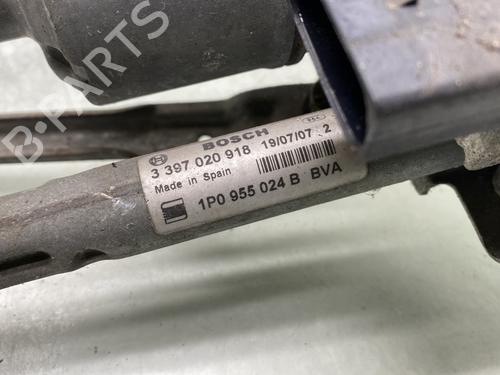 B-PARTS
BOSCH
3 397 020 918 19/07/07 2
Made in Spain
1P0 955 024 B BVA